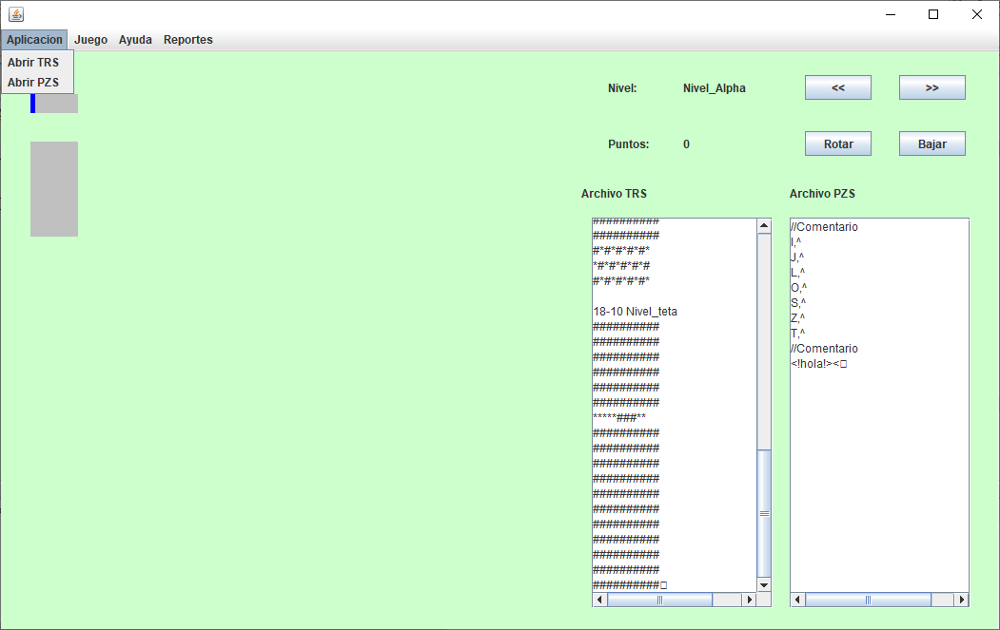 Aplicacion Juego Ayuda Reportes
Abrir TRS
Abrir PZS
Nivel: Nivel_Alpha << >>
Puntos: 0 Rotar Bajar
Archivo TRS
##########
##########
#*#*#*#*#*
*#*#*#*#*#
#*#*#*#*#*
18-10 Nivel_teta
##########
##########
##########
##########
##########
##########
*****###**
##########
##########
##########
##########
##########
##########
##########
##########
##########
##########
##########□
Archivo PZS
//Comentario
I,^
J,^
L,^
O,^
S,^
Z,^
T,^
//Comentario
<!hola!><□